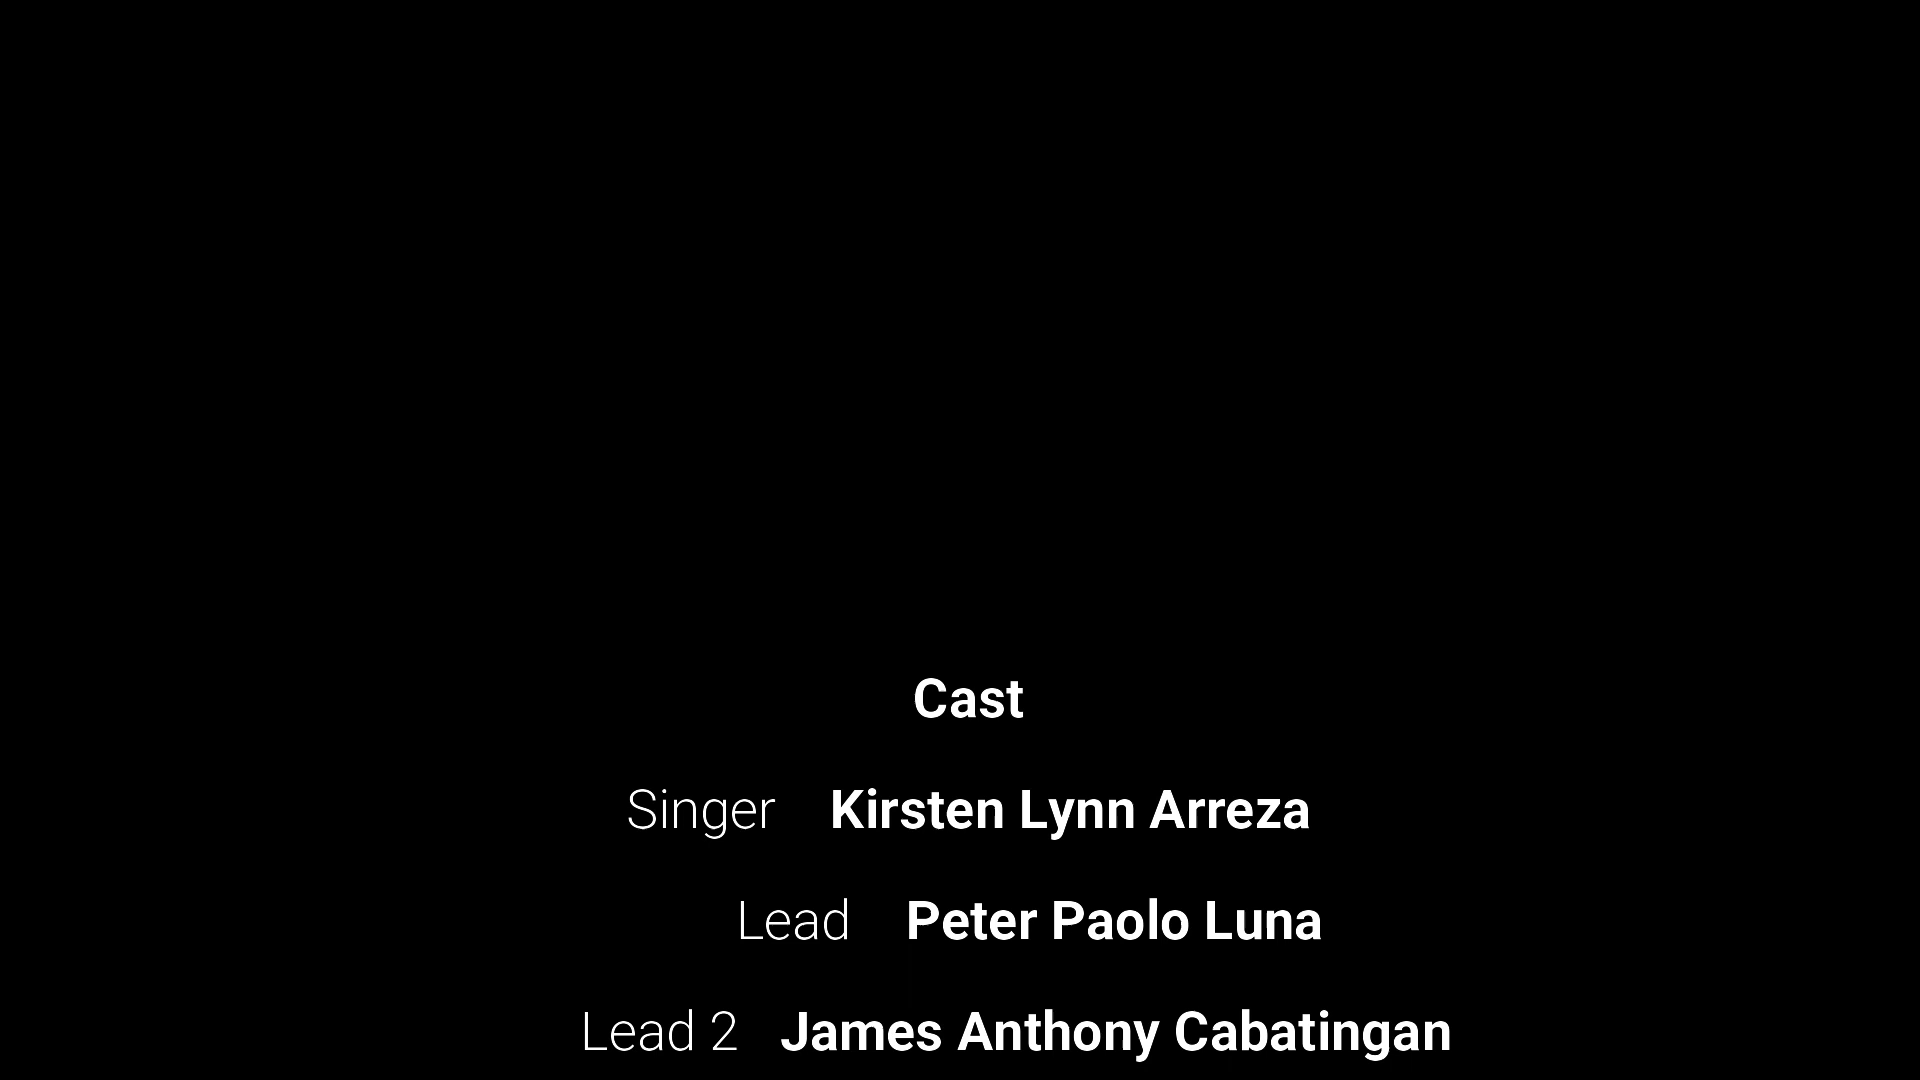 Cast
Singer Kirsten Lynn Arreza
Lead Peter Paolo Luna
Lead 2 James Anthony Cabatingan